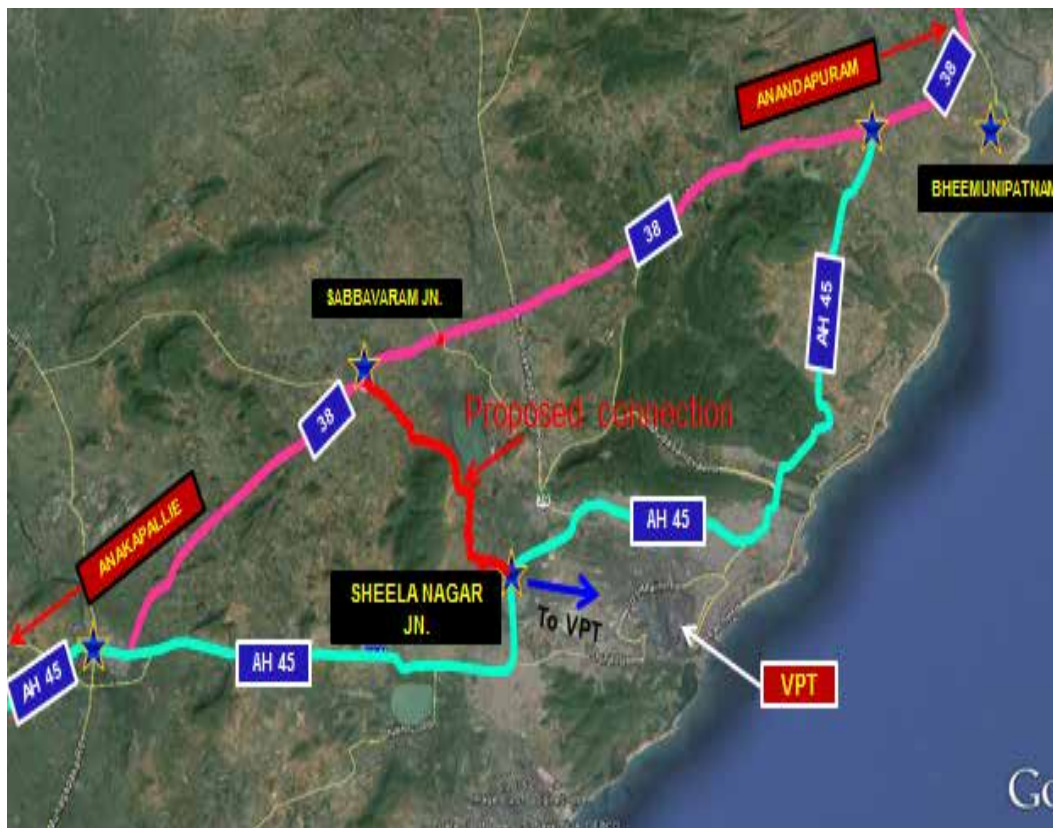 ANANDAPURAM
38
BHEEMUNIPATNAM
38
AH 45
SABBAVARAM JN.
38
Proposed connection
ANAKAPALLIE
AH 45
SHEELA NAGAR
JN.
To VPT
AH 45
AH 45
VPT
Go